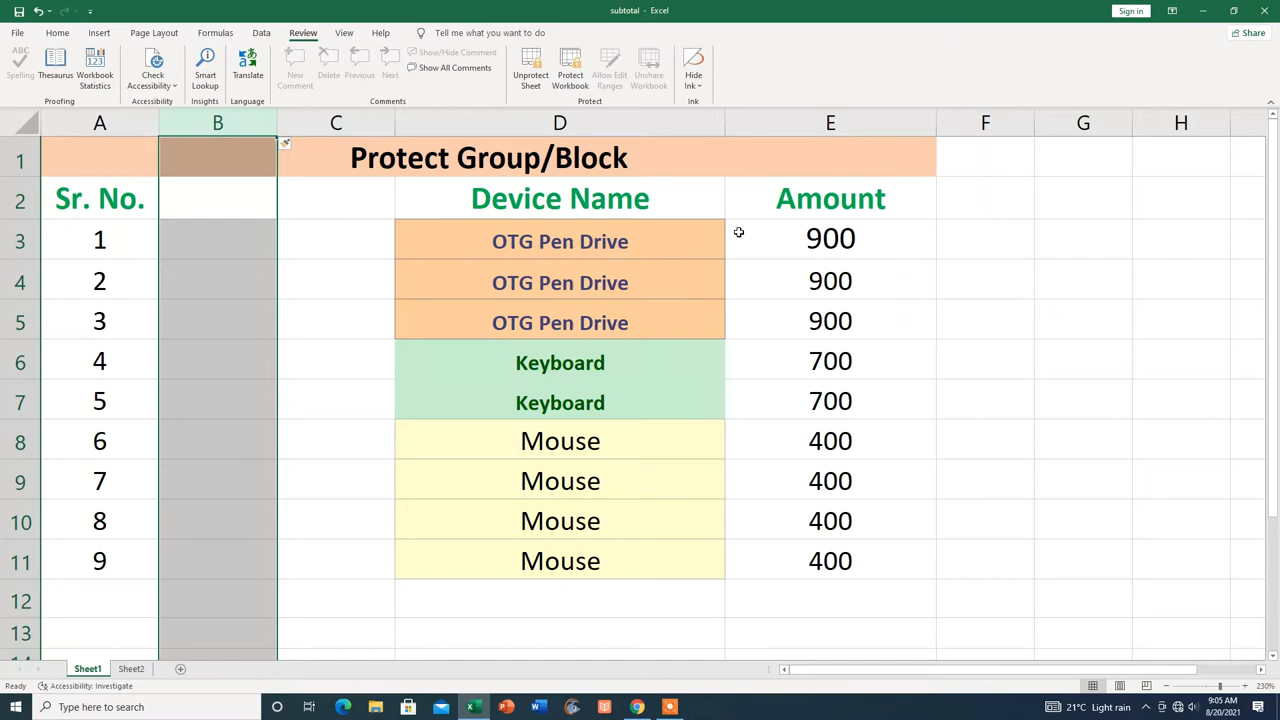 subtotal - Excel
Sign in
File Home Insert Page Layout Formulas Data Review View Help Tell me what you want to do Share
ABC
Spelling
Thesaurus
Workbook Statistics
Proofing
Check Accessibility
Accessibility
Smart Lookup
Insights
Translate
Language
New Comment
Delete
Previous
Next
Show/Hide Comment
Show All Comments
Comments
Unprotect Sheet
Protect Workbook
Allow Edit Ranges
Unshare Workbook
Protect
Hide Ink
Ink
A B C D E F G H
1 Protect Group/Block
2 Sr. No. Device Name Amount
3 1 OTG Pen Drive 900
4 2 OTG Pen Drive 900
5 3 OTG Pen Drive 900
6 4 Keyboard 700
7 5 Keyboard 700
8 6 Mouse 400
9 7 Mouse 400
10 8 Mouse 400
11 9 Mouse 400
12
13
Sheet1 Sheet2
Ready Accessibility: Investigate 230%
Type here to search
21°C Light rain
9:05 AM
8/20/2021